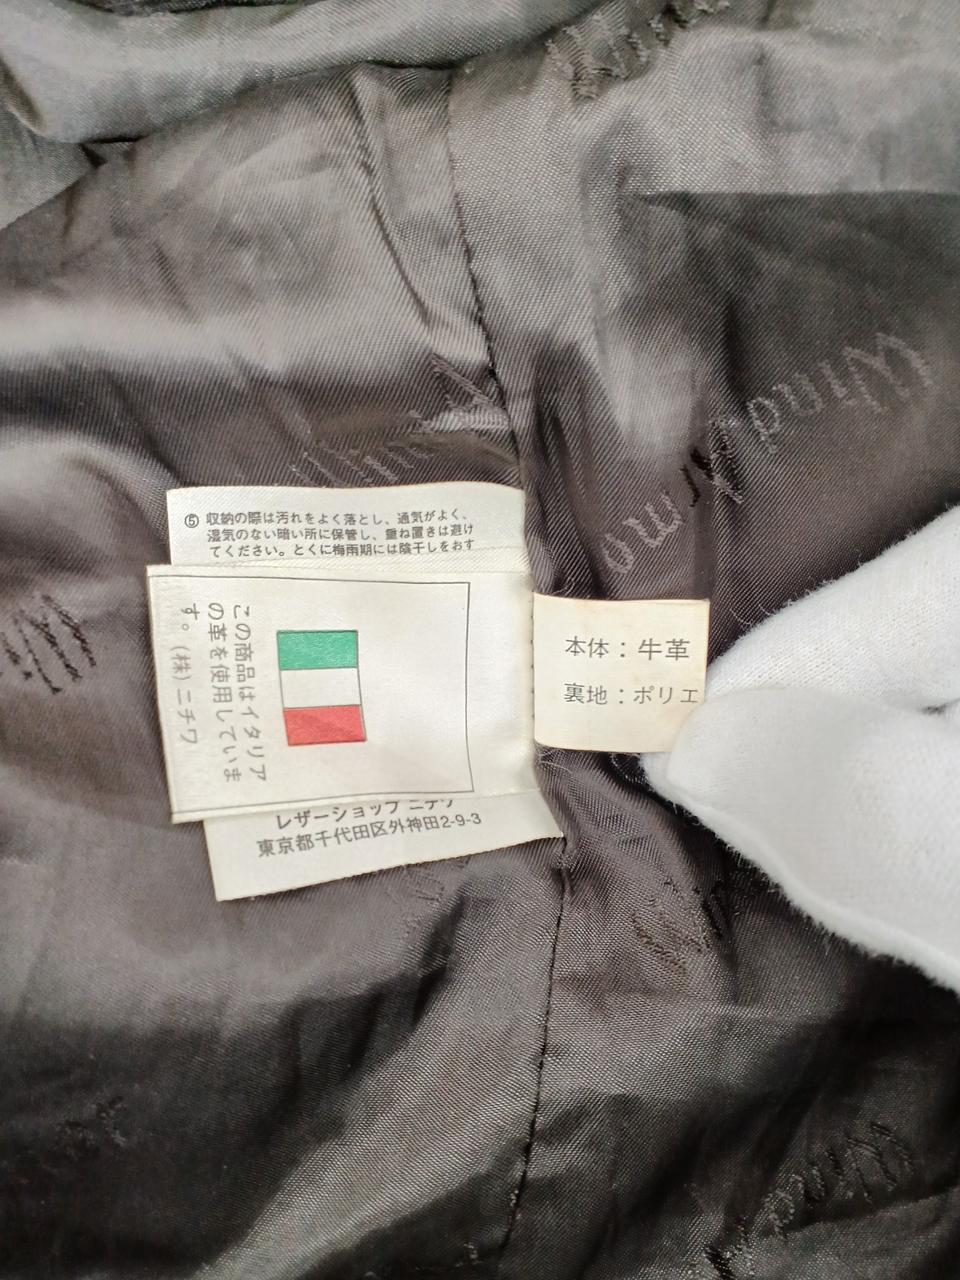 ⑤ 収納の際は汚れをよく落とし、通気がよく、
湿気のない暗い所に保管し、重ね置きは避け
てください。とくに梅雨期には陰干しをおす
この商品はイタリア
の革を使用していま
す。(株)ニチワ
本体：牛革
裏地：ポリエ
レザーショップ ニチワ
東京都千代田区外神田2-9-3